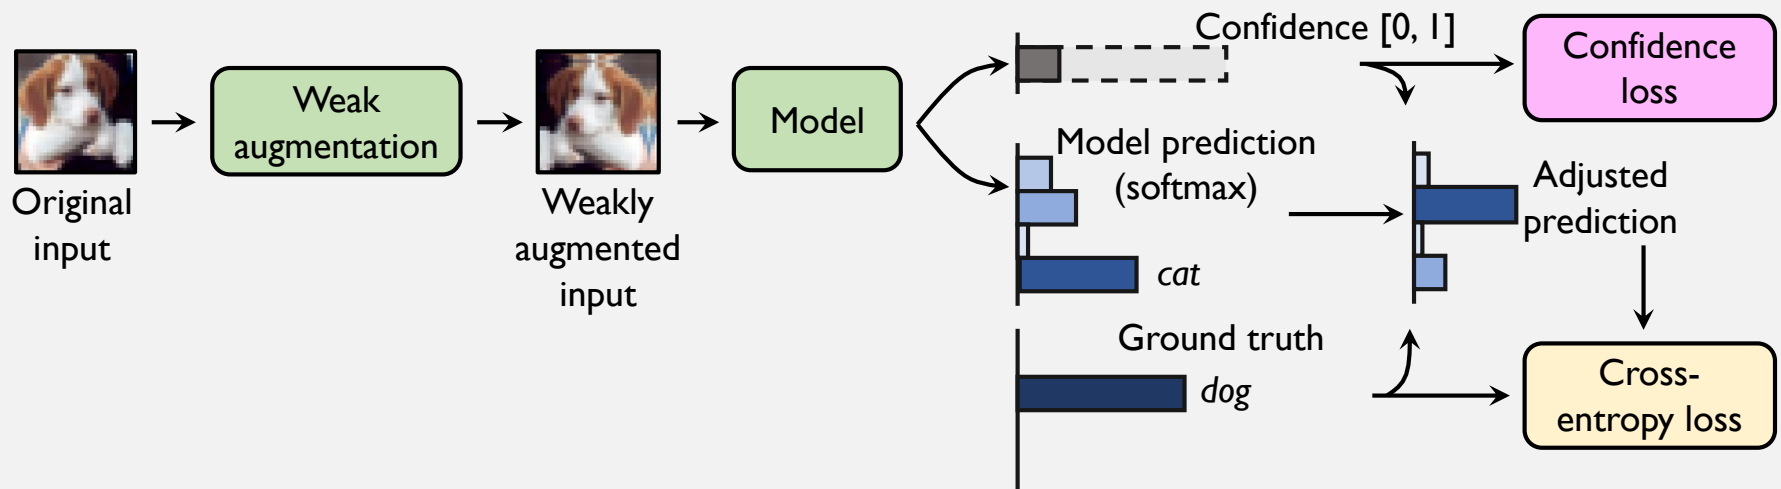 Original
input
Weak
augmentation
Weakly
augmented
input
Model
Confidence [0, 1]
Model prediction
(softmax)
cat
Ground truth
dog
Adjusted
prediction
Confidence
loss
Cross-
entropy loss